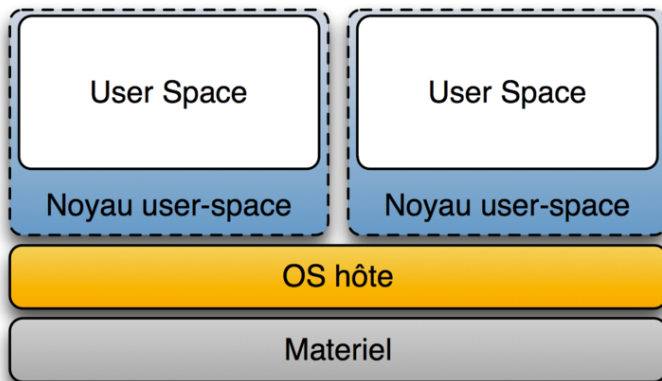 User Space
User Space
Noyau user-space
Noyau user-space
OS hôte
Materiel